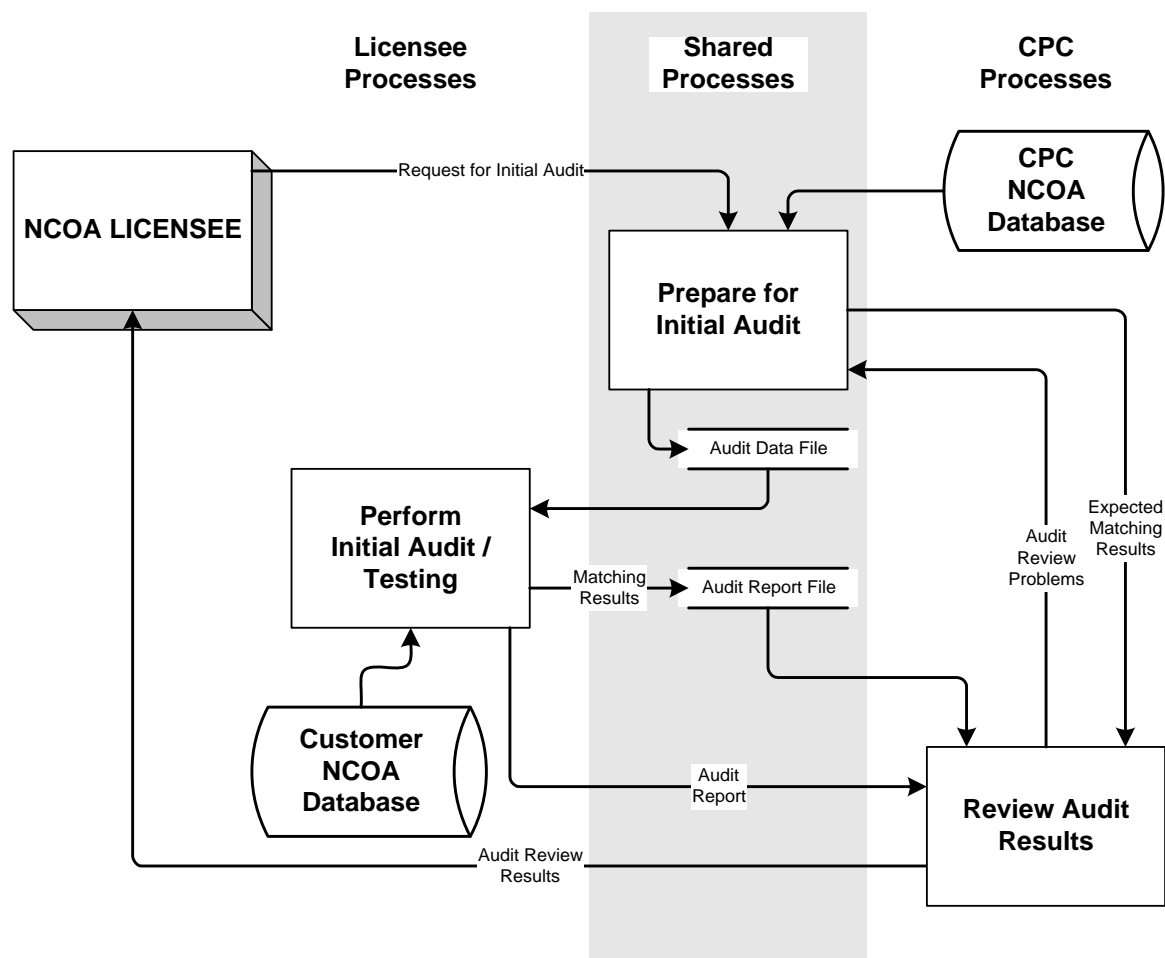 Licensee
Processes
Shared
Processes
CPC
Processes
NCOA LICENSEE
Request for Initial Audit
CPC
NCOA
Database
Prepare for
Initial Audit
Audit Data File
Perform
Initial Audit /
Testing
Matching
Results
Audit Report File
Audit
Review
Problems
Expected
Matching
Results
Customer
NCOA
Database
Audit
Report
Review Audit
Results
Audit Review
Results